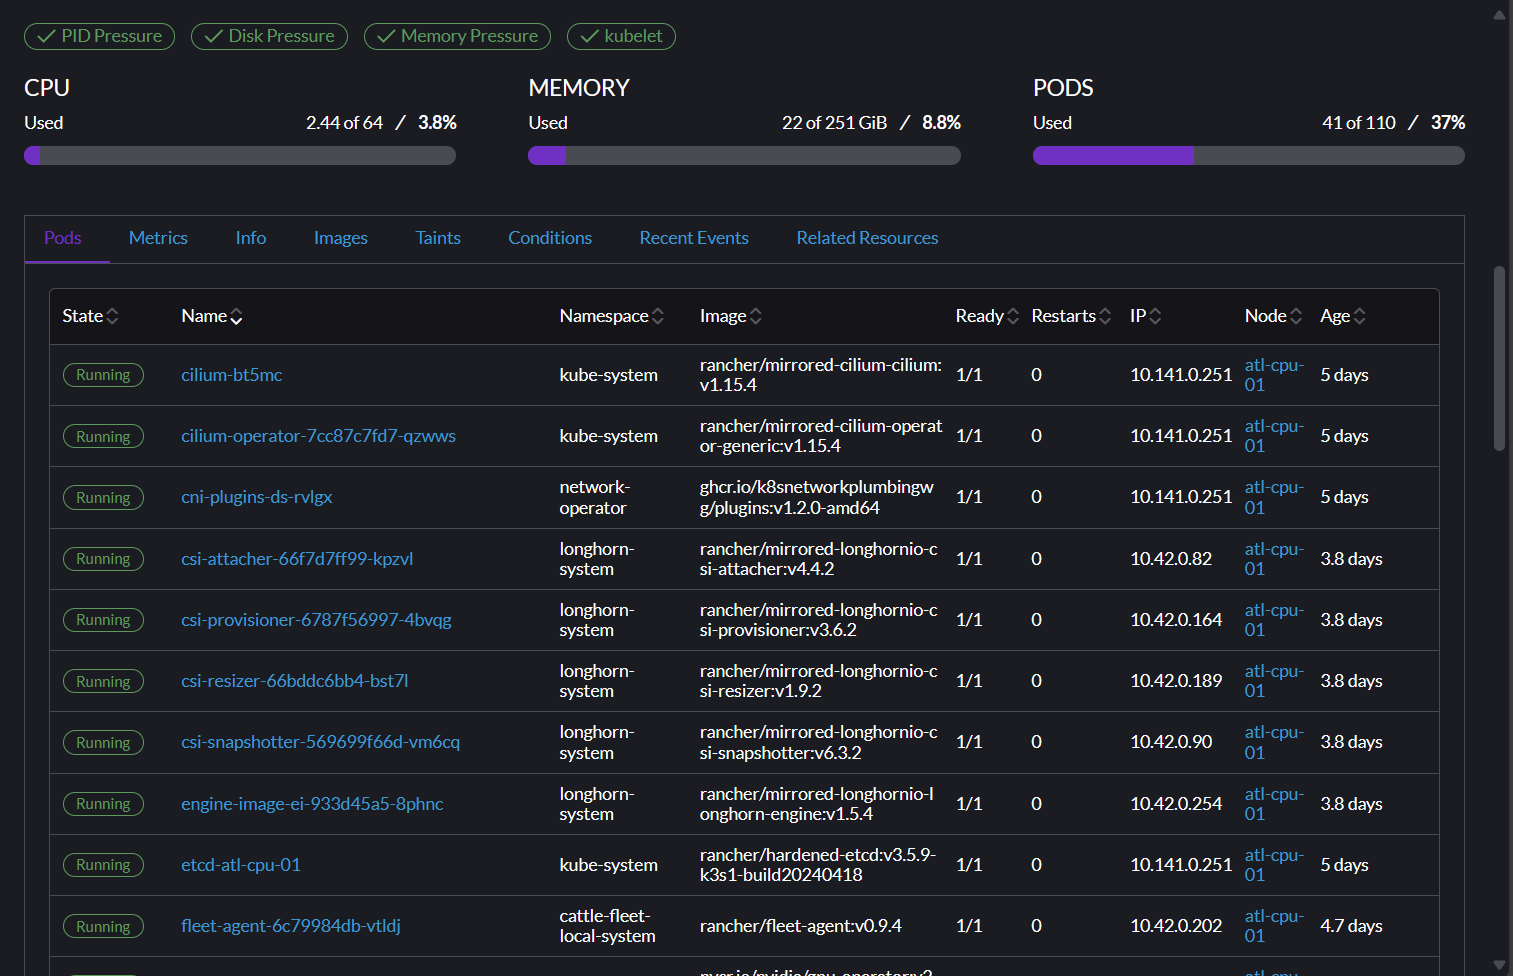 PID Pressure Disk Pressure Memory Pressure kubelet
CPU MEMORY PODS
Used 2.44 of 64 / 3.8% Used 22 of 251 GiB / 8.8% Used 41 of 110 / 37%
Pods Metrics Info Images Taints Conditions Recent Events Related Resources
State Name Namespace Image Ready Restarts IP Node Age
Running cilium-bt5mc kube-system rancher/mirrored-cilium-cilium: 1/1 0 10.141.0.251 atl-cpu- 5 days
v1.15.4 01
Running cilium-operator-7cc87c7fd7-qzwws kube-system rancher/mirrored-cilium-operat 1/1 0 10.141.0.251 atl-cpu- 5 days
or-generic:v1.15.4 01
Running cni-plugins-ds-rvlgx network- ghcr.io/k8snetworkplumbingw 1/1 0 10.141.0.251 atl-cpu- 5 days
operator g/plugins:v1.2.0-amd64 01
Running csi-attacher-66f7d7ff99-kpzvl longhorn- rancher/mirrored-longhornio-c 1/1 0 10.42.0.82 atl-cpu- 3.8 days
system si-attacher:v4.4.2 01
Running csi-provisioner-6787f56997-4bvqg longhorn- rancher/mirrored-longhornio-c 1/1 0 10.42.0.164 atl-cpu- 3.8 days
system si-provisioner:v3.6.2 01
Running csi-resizer-66bddc6bb4-bst7l longhorn- rancher/mirrored-longhornio-c 1/1 0 10.42.0.189 atl-cpu- 3.8 days
system si-resizer:v1.9.2 01
Running csi-snapshotter-569699f66d-vm6cq longhorn- rancher/mirrored-longhornio-c 1/1 0 10.42.0.90 atl-cpu- 3.8 days
system si-snapshotter:v6.3.2 01
Running engine-image-ei-933d45a5-8phnc longhorn- rancher/mirrored-longhornio-l 1/1 0 10.42.0.254 atl-cpu- 3.8 days
system onghorn-engine:v1.5.4 01
Running etcd-atl-cpu-01 kube-system rancher/hardened-etcd:v3.5.9- 1/1 0 10.141.0.251 atl-cpu- 5 days
k3s1-build20240418 01
Running fleet-agent-6c79984db-vtldj cattle-fleet- rancher/fleet-agent:v0.9.4 1/1 0 10.42.0.202 atl-cpu- 4.7 days
local-system 01